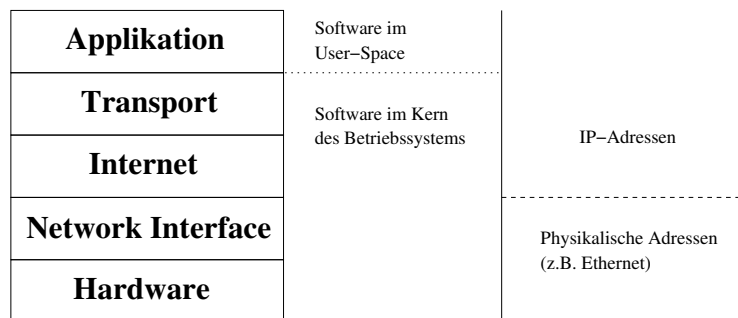 Applikation
Transport
Internet
Network Interface
Hardware
Software im
User−Space
Software im Kern
des Betriebssystems
IP−Adressen
Physikalische Adressen
(z.B. Ethernet)